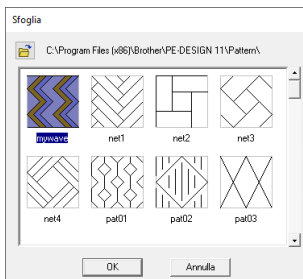 Sfoglia
C:\Program Files (x86)\Brother\PE-DESIGN 11\Pattern\
mywave net1 net2 net3
net4 pat01 pat02 pat03
OK Annulla